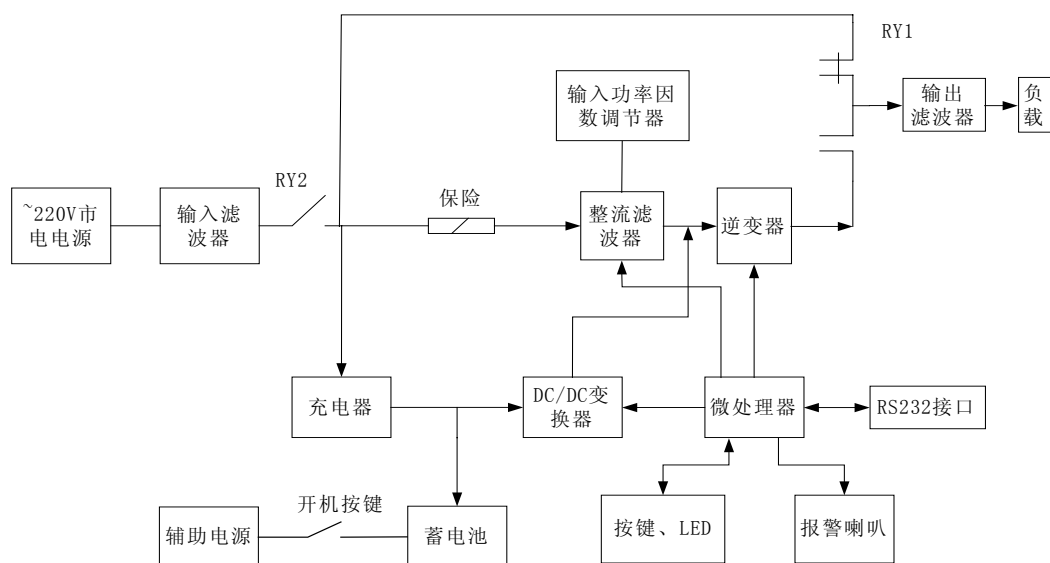 RY1
输入功率因
数调节器
输出
滤波器
负
载
RY2
保险
~220V市
电电源
输入滤
波器
整流滤
波器
逆变器
充电器
DC/DC变
换器
微处理器
RS232接口
开机按键
辅助电源
蓄电池
按键、LED
报警喇叭